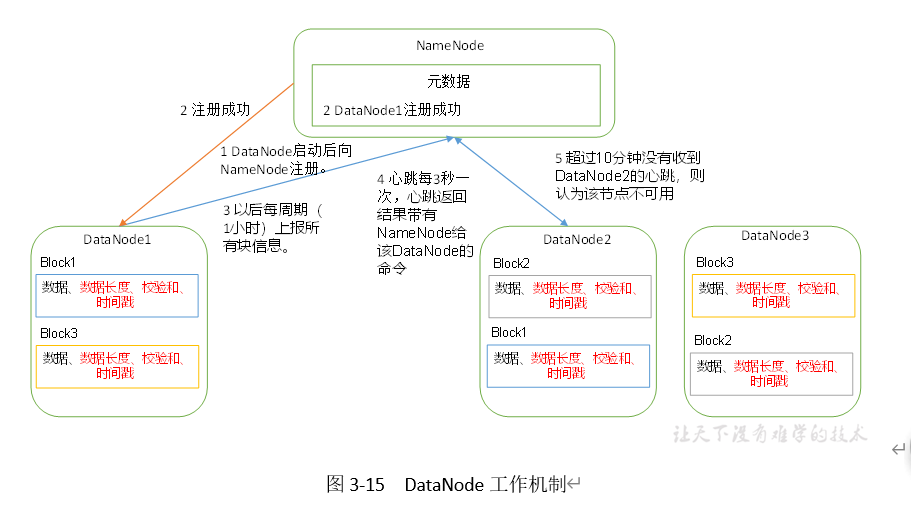 NameNode
元数据
2 DataNode1注册成功
2 注册成功
1 DataNode启动后向
NameNode注册。
3 以后每周期（
1小时）上报所
有块信息。
4 心跳每3秒一
次，心跳返回
结果带有
NameNode给
该DataNode的
命令
5 超过10分钟没有收到
DataNode2的心跳，则
认为该节点不可用
DataNode1
Block1
数据、数据长度、校验和、
时间戳
Block3
数据、数据长度、校验和、
时间戳
DataNode2
Block2
数据、数据长度、校验和、
时间戳
Block1
数据、数据长度、校验和、
时间戳
DataNode3
Block3
数据、数据长度、校验和、
时间戳
Block2
数据、数据长度、校验和、
时间戳
让天下没有难学的技术
图 3-15 DataNode 工作机制